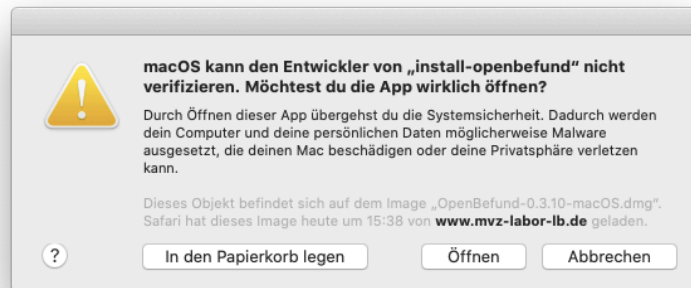 macOS kann den Entwickler von „install-openbefund“ nicht
verifizieren. Möchtest du die App wirklich öffnen?
Durch Öffnen dieser App übergehst du die Systemsicherheit. Dadurch werden
dein Computer und deine persönlichen Daten möglicherweise Malware
ausgesetzt, die deinen Mac beschädigen oder deine Privatsphäre verletzen
kann.
Dieses Objekt befindet sich auf dem Image „OpenBefund-0.3.10-macOS.dmg“.
Safari hat dieses Image heute um 15:38 von www.mvz-labor-lb.de geladen.
? In den Papierkorb legen Öffnen Abbrechen